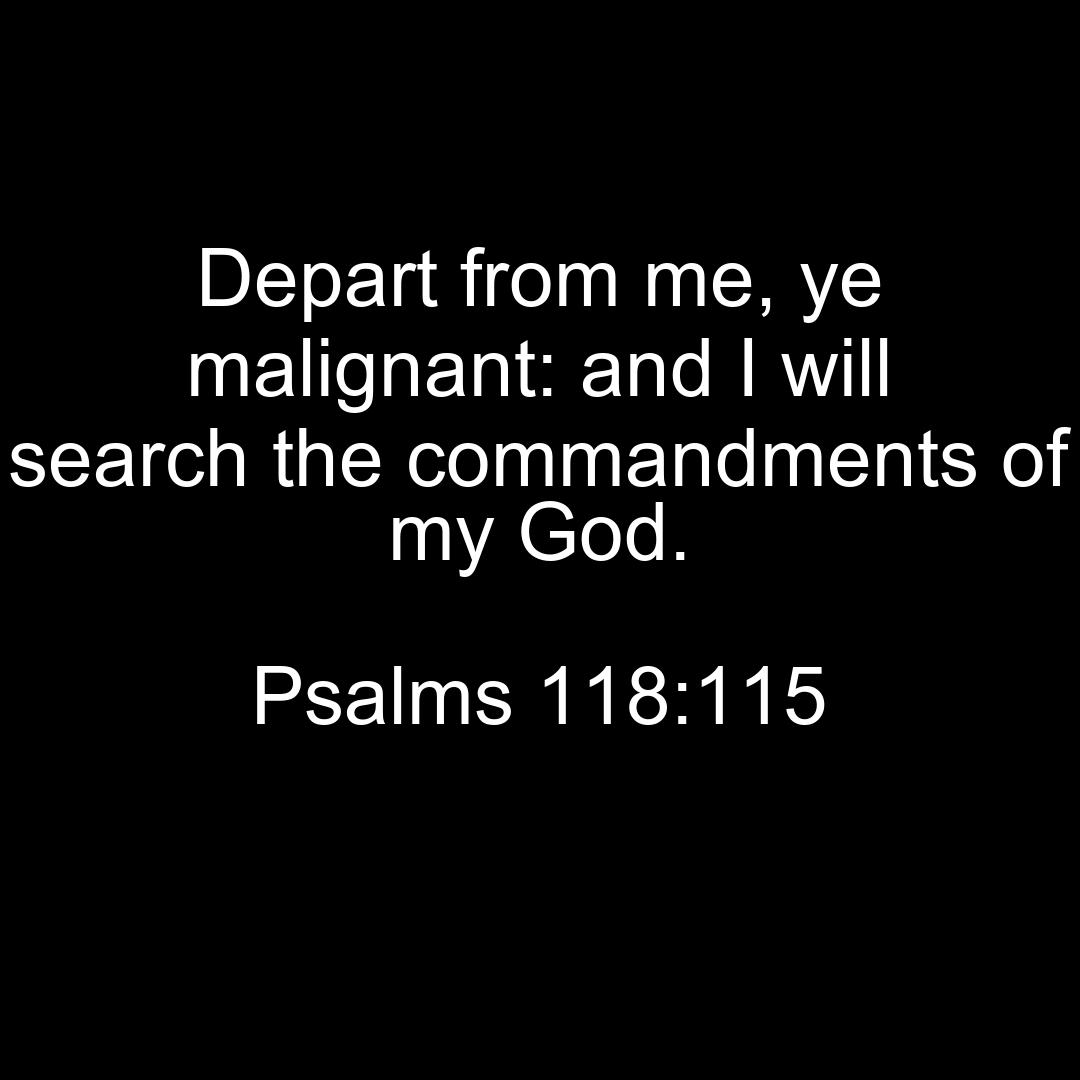 Depart from me, ye
malignant: and I will
search the commandments of
my God.
Psalms 118:115